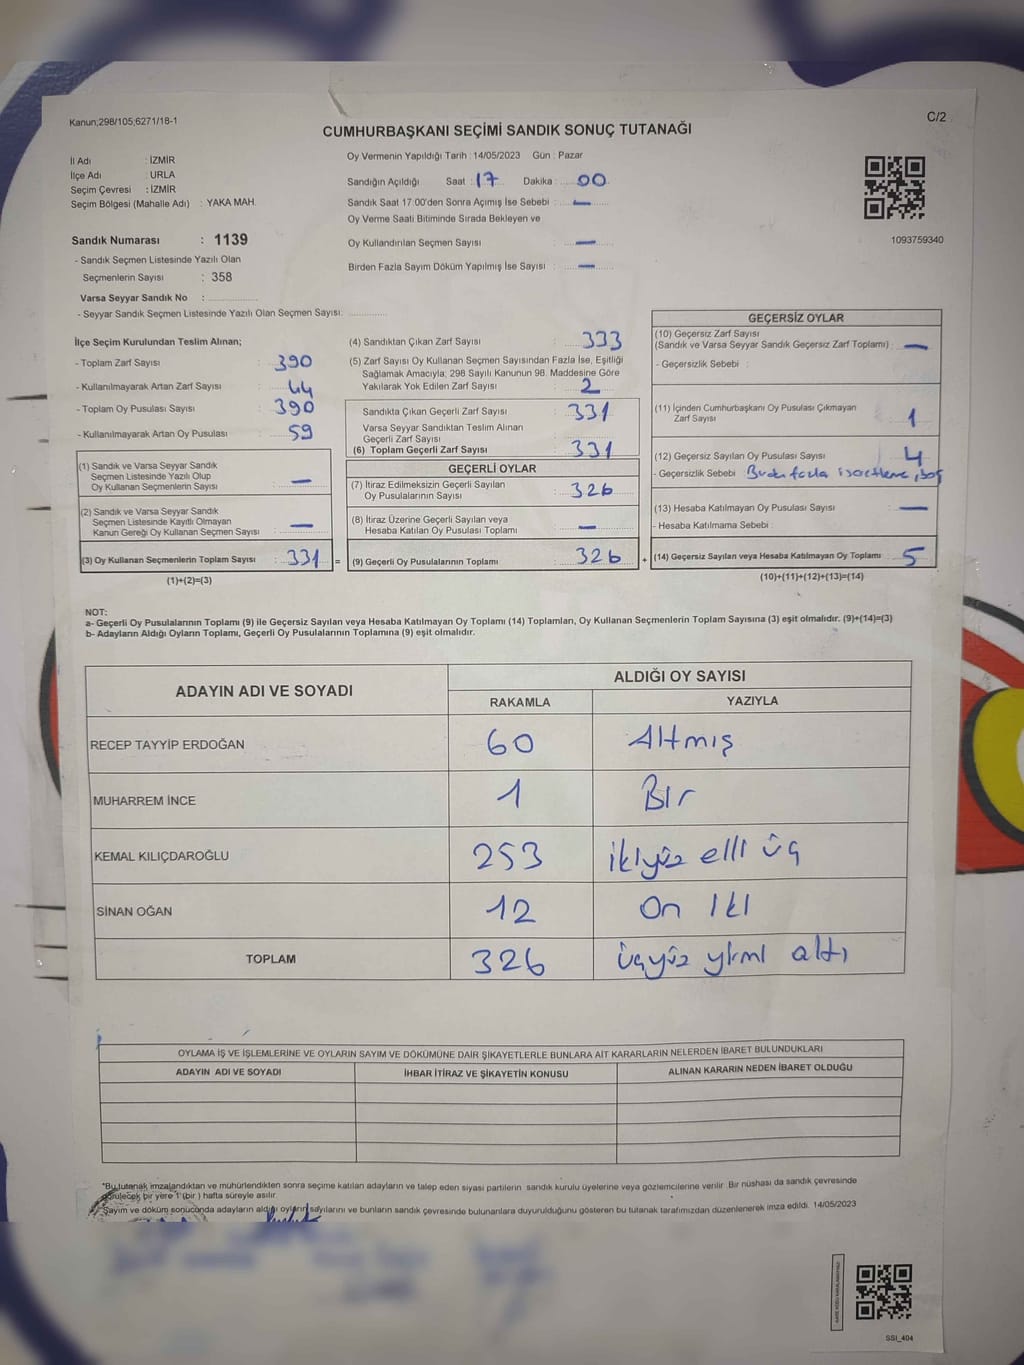 Kanun;298/105,6271/18-1
C/2
CUMHURBAŞKANI SEÇİMİ SANDIK SONUÇ TUTANAĞI
İl Adı : İZMİR
İlçe Adı : URLA
Seçim Çevresi : İZMİR
Seçim Bölgesi (Mahalle Adı) : YAKA MAH.
Oy Vermenin Yapıldığı Tarih : 14/05/2023 Gün : Pazar
Sandığın Açıldığı Saat : 17 Dakika : 00
Sandık Saat 17.00'den Sonra Açımış İse Sebebi : —
Oy Verme Saati Bitiminde Sırada Bekleyen ve
Oy Kullandırılan Seçmen Sayısı : —
Birden Fazla Sayım Döküm Yapılmış İse Sayısı : —
1093759340
Sandık Numarası : 1139
- Sandık Seçmen Listesinde Yazılı Olan
Seçmenlerin Sayısı : 358
Varsa Seyyar Sandık No :
- Seyyar Sandık Seçmen Listesinde Yazılı Olan Seçmen Sayısı:
İlçe Seçim Kurulundan Teslim Alınan;
- Toplam Zarf Sayısı : 390
- Kullanılmayarak Artan Zarf Sayısı : 44
- Toplam Oy Pusulası Sayısı : 390
- Kullanılmayarak Artan Oy Pusulası : 59
(1) Sandık ve Varsa Seyyar Sandık
Seçmen Listesinde Yazılı Olup
Oy Kullanan Seçmenlerin Sayısı : —
(2) Sandık ve Varsa Seyyar Sandık
Seçmen Listesinde Kayıtlı Olmayan
Kanun Gereği Oy Kullanan Seçmen Sayısı : —
(3) Oy Kullanan Seçmenlerin Toplam Sayısı : 331 =
(1)+(2)=(3)
(4) Sandıktan Çıkan Zarf Sayısı : 333
(5) Zarf Sayısı Oy Kullanan Seçmen Sayısından Fazla İse, Eşitliği
Sağlamak Amacıyla; 298 Sayılı Kanunun 98. Maddesine Göre
Yakılarak Yok Edilen Zarf Sayısı : 2
Sandıkta Çıkan Geçerli Zarf Sayısı : 331
Varsa Seyyar Sandıktan Teslim Alınan
Geçerli Zarf Sayısı :
(6) Toplam Geçerli Zarf Sayısı : 331
GEÇERLİ OYLAR
(7) İtiraz Edilmeksizin Geçerli Sayılan
Oy Pusulalarının Sayısı : 326
(8) İtiraz Üzerine Geçerli Sayılan veya
Hesaba Katılan Oy Pusulası Toplamı : —
(9) Geçerli Oy Pusulalarının Toplamı : 326 +
GEÇERSİZ OYLAR
(10) Geçersiz Zarf Sayısı
(Sandık ve Varsa Seyyar Sandık Geçersiz Zarf Toplamı) : —
- Geçersizlik Sebebi :
(11) İçinden Cumhurbaşkanı Oy Pusulası Çıkmayan
Zarf Sayısı : 1
(12) Geçersiz Sayılan Oy Pusulası Sayısı : 4
- Geçersizlik Sebebi : işaretleme, boş
(13) Hesaba Katılmayan Oy Pusulası Sayısı : —
- Hesaba Katılmama Sebebi :
(14) Geçersiz Sayılan veya Hesaba Katılmayan Oy Toplamı : 5
(10)+(11)+(12)+(13)=(14)
NOT:
a- Geçerli Oy Pusulalarının Toplamı (9) ile Geçersiz Sayılan veya Hesaba Katılmayan Oy Toplamı (14) Toplamları, Oy Kullanan Seçmenlerin Toplam Sayısına (3) eşit olmalıdır. (9)+(14)=(3)
b- Adayların Aldığı Oyların Toplamı, Geçerli Oy Pusulalarının Toplamına (9) eşit olmalıdır.
ADAYIN ADI VE SOYADI ALDIĞI OY SAYISI
RAKAMLA YAZIYLA
RECEP TAYYİP ERDOĞAN 60 Altmış
MUHARREM İNCE 1 Bir
KEMAL KILIÇDAROĞLU 253 ikiyüz elli üç
SİNAN OĞAN 12 On iki
TOPLAM 326 üçyüz yirmi altı
OYLAMA İŞ VE İŞLEMLERİNE VE OYLARIN SAYIM VE DÖKÜMÜNE DAİR ŞİKAYETLERLE BUNLARA AİT KARARLARIN NELERDEN İBARET BULUNDUKLARI
ADAYIN ADI VE SOYADI İHBAR İTİRAZ VE ŞİKAYETİN KONUSU ALINAN KARARIN NEDEN İBARET OLDUĞU
*Bu tutanak imzalandıktan ve mühürlendikten sonra seçime katılan adayların ve talep eden siyasi partilerin sandık kurulu üyelerine veya gözlemcilerine verilir. Bir nüshası da sandık çevresinde
görülecek bir yere 1 (bir) hafta süreyle asılır.
Sayım ve döküm sonucunda adayların aldığı oyların sayılarını ve bunların sandık çevresinde bulunanlara duyurulduğunu gösteren bu tutanak tarafımızdan düzenlenerek imza edildi. 14/05/2023
SSI_404